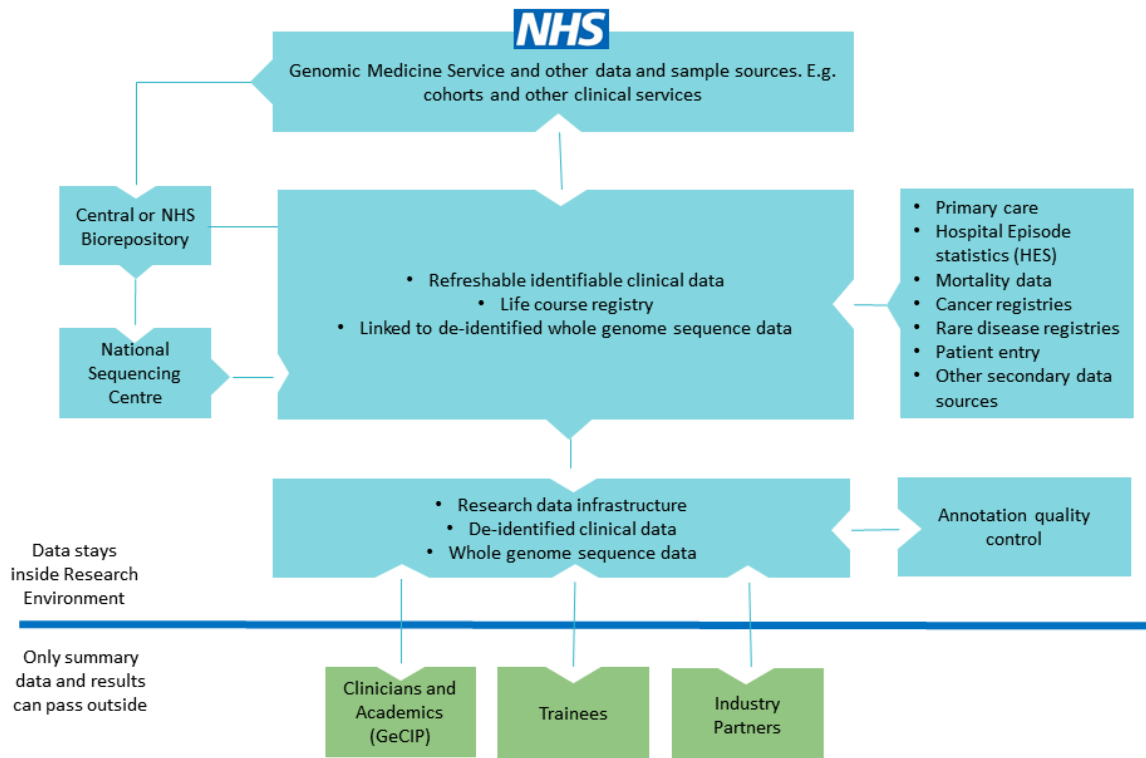 NHS
Genomic Medicine Service and other data and sample sources. E.g.
cohorts and other clinical services
Central or NHS
Biorepository
• Refreshable identifiable clinical data
• Life course registry
• Linked to de-identified whole genome sequence data
• Primary care
• Hospital Episode
statistics (HES)
• Mortality data
• Cancer registries
• Rare disease registries
• Patient entry
• Other secondary data
sources
National
Sequencing
Centre
• Research data infrastructure
• De-identified clinical data
• Whole genome sequence data
Annotation quality
control
Data stays
inside Research
Environment
Only summary
data and results
can pass outside
Clinicians and
Academics
(GeCIP)
Trainees
Industry
Partners